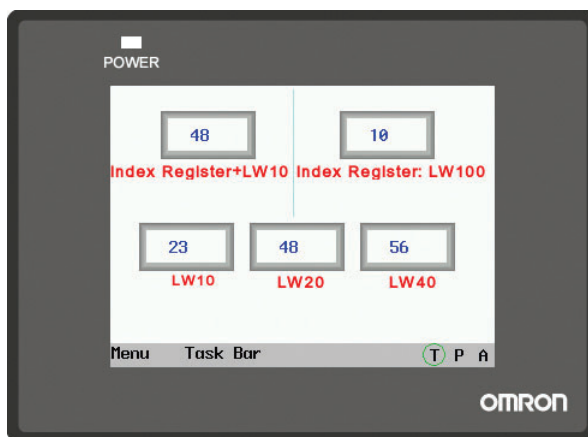 POWER
48
10
Index Register+LW10
Index Register: LW100
23
48
56
LW10
LW20
LW40
Menu
Task Bar
T P A
OMRON